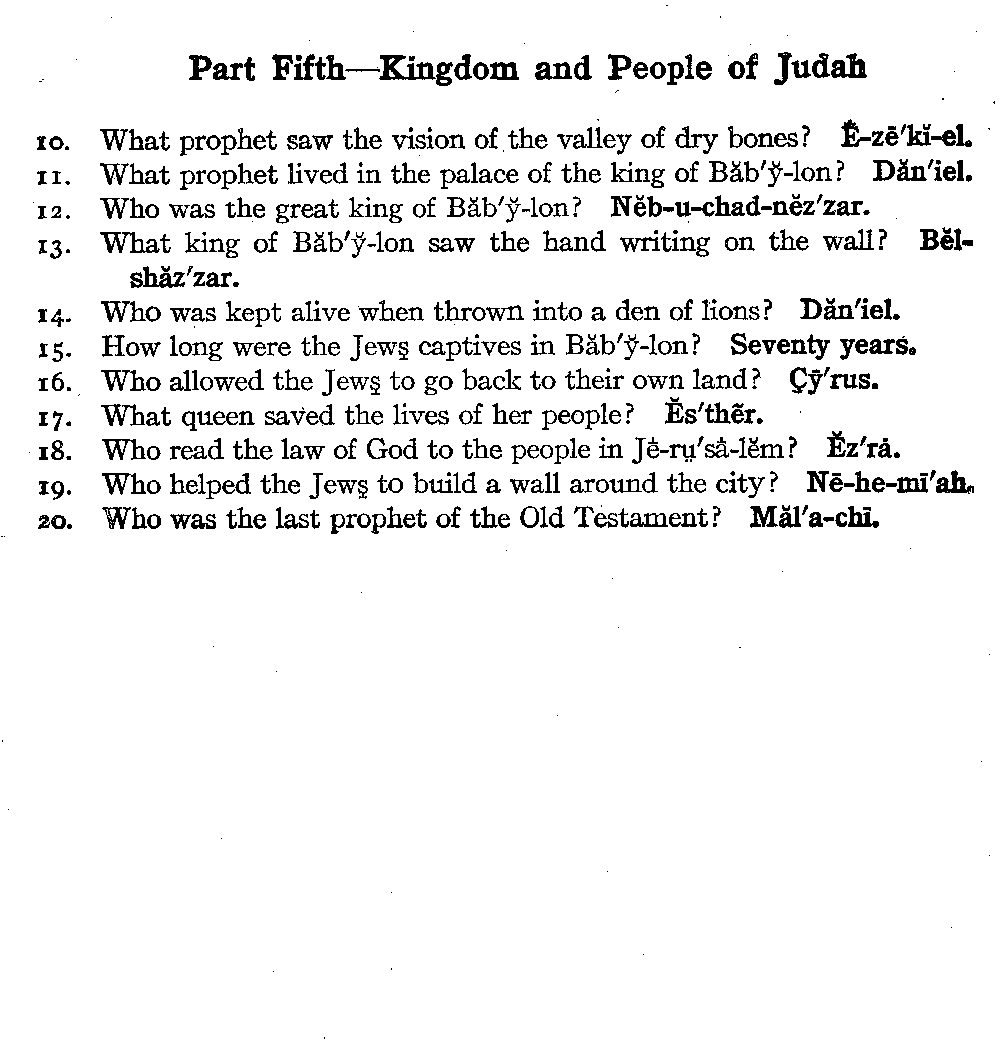 Part Fifth—Kingdom and People of Judah
10. What prophet saw the vision of the valley of dry bones? Ê-zē′kĭ-el.
11. What prophet lived in the palace of the king of Băb′ў-lon? Dăn′iel.
12. Who was the great king of Băb′ў-lon? Nĕb-u-chad-nĕz′zar.
13. What king of Băb′ў-lon saw the hand writing on the wall? Bĕl-
shăz′zar.
14. Who was kept alive when thrown into a den of lions? Dăn′iel.
15. How long were the Jewş captives in Băb′ў-lon? Seventy years.
16. Who allowed the Jewş to go back to their own land? Çȳ′rus.
17. What queen saved the lives of her people? Ĕs′thẽr.
18. Who read the law of God to the people in Jė-rṳ′sȧ-lĕm? Ĕz′rȧ.
19. Who helped the Jewş to build a wall around the city? Nē-he-mī′ah.
20. Who was the last prophet of the Old Testament? Măl′a-chī.